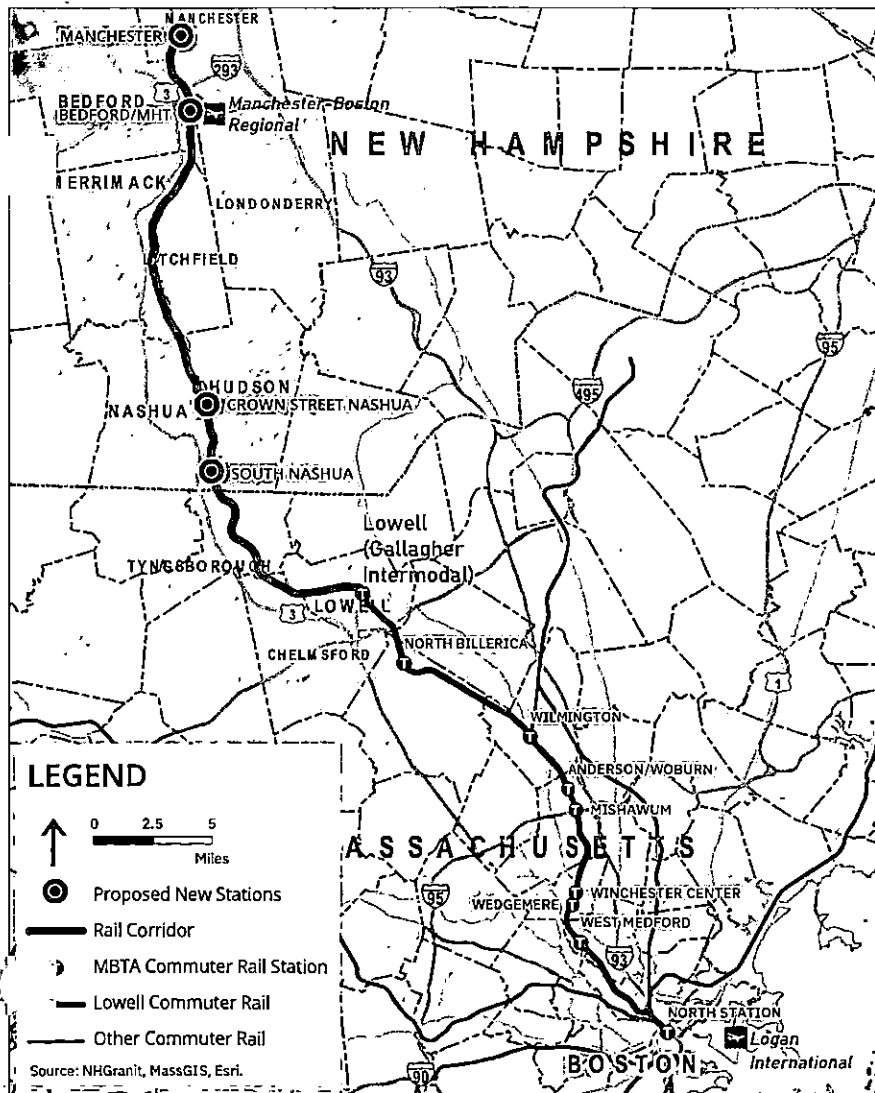 MANCHESTER
MANCHESTER
293
3
BEDFORD
BEDFORD/MHT
Manchester-Boston
Regional
NEW HAMPSHIRE
MERRIMACK
LONDONDERRY
LITCHFIELD
93
95
HUDSON
495
NASHUA
CROWN STREET NASHUA
SOUTH NASHUA
Lowell
(Gallagher
Intermodal)
TYNGSBOROUGH
3
LOWELL
CHELMSFORD
NORTH BILLERICA
1
WILMINGTON
ANDERSON/WOBURN
MISHAWUM
MASSACHUSETTS
95
WINCHESTER CENTER
WEDGEMERE
WEST MEDFORD
93
NORTH STATION
Logan
International
BOSTON
90
LEGEND
0 2.5 5
Miles
Proposed New Stations
Rail Corridor
MBTA Commuter Rail Station
Lowell Commuter Rail
Other Commuter Rail
Source: NHGranit, MassGIS, Esri.